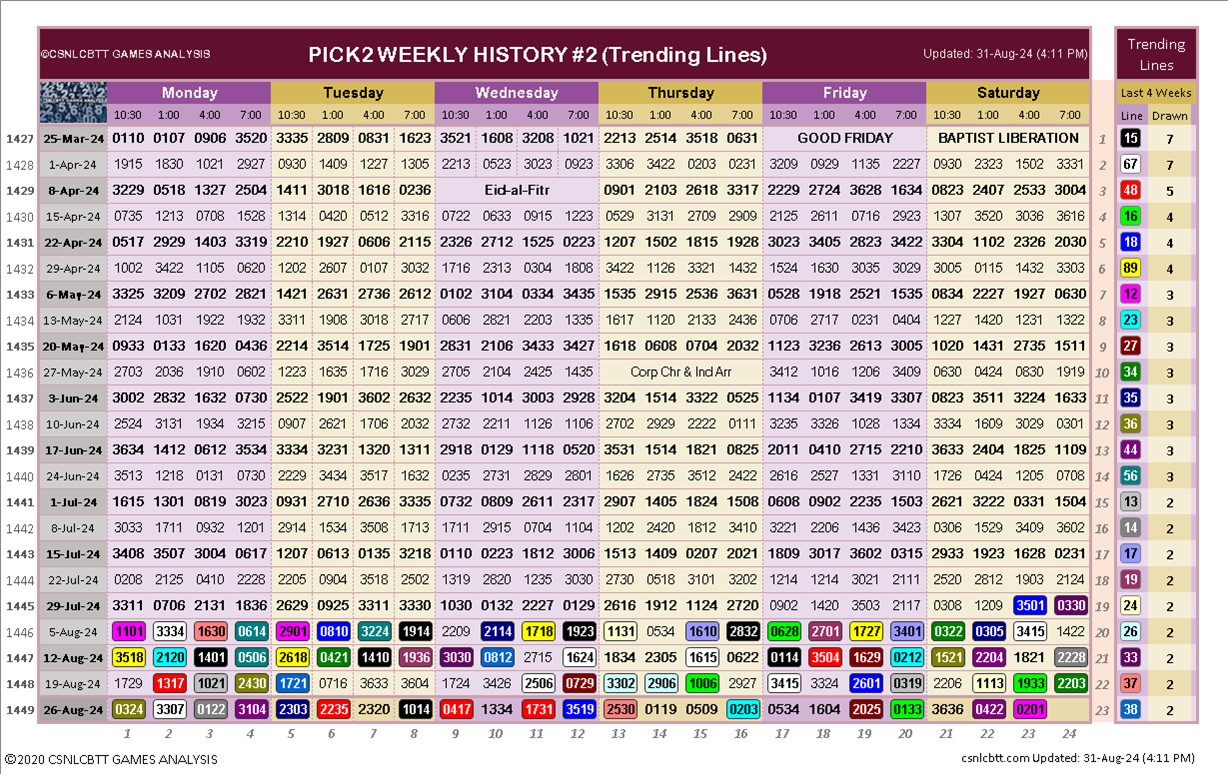 ©CSNLCBTT GAMES ANALYSIS PICK2 WEEKLY HISTORY #2 (Trending Lines) Updated: 31-Aug-24 (4:11 PM) Trending Lines
Monday Tuesday Wednesday Thursday Friday Saturday Last 4 Weeks
10:30 1:00 4:00 7:00 10:30 1:00 4:00 7:00 10:30 1:00 4:00 7:00 10:30 1:00 4:00 7:00 10:30 1:00 4:00 7:00 10:30 1:00 4:00 7:00 Line Drawn
1427 25-Mar-24 0110 0107 0906 3520 3335 2809 0831 1623 3521 1608 3208 1021 2213 2514 3518 0631 GOOD FRIDAY BAPTIST LIBERATION 1 15 7
1428 1-Apr-24 1915 1830 1021 2927 0930 1409 1227 1305 2213 0523 3023 0923 3306 3422 0203 0231 3209 0929 1135 2227 0930 2323 1502 3331 2 67 7
1429 8-Apr-24 3229 0518 1327 2504 1411 3018 1616 0236 Eid-al-Fitr 0901 2103 2618 3317 2229 2724 3628 1634 0823 2407 2533 3004 3 48 5
1430 15-Apr-24 0735 1213 0708 1528 1314 0420 0512 3316 0722 0633 0915 1223 0529 3131 2709 2909 2125 2611 0716 2923 1307 3520 3036 3616 4 16 4
1431 22-Apr-24 0517 2929 1403 3319 2210 1927 0606 2115 2326 2712 1525 0223 1207 1502 1815 1928 3023 3405 2823 3422 3304 1102 2326 2030 5 18 4
1432 29-Apr-24 1002 3422 1105 0620 1202 2607 0107 3032 1716 2313 0304 1808 3422 1126 3321 1432 1524 1630 3035 3029 3005 0115 1432 3303 6 89 4
1433 6-May-24 3325 3209 2702 2821 1421 2631 2736 2612 0102 3104 0334 3435 1535 2915 2536 3631 0528 1918 2521 1535 0834 2227 1927 0630 7 12 3
1434 13-May-24 2124 1031 1922 1932 3311 1908 3018 2717 0606 2821 2203 1335 1617 1120 2133 2436 0706 2717 0231 0404 1227 1420 1231 1322 8 23 3
1435 20-May-24 0933 0133 1620 0436 2214 3514 1725 1901 2831 2106 3433 3427 1618 0608 0704 2032 1123 3236 2613 3005 1020 1431 2735 1511 9 27 3
1436 27-May-24 2703 2036 1910 0602 1223 1635 1716 3029 2705 2104 2425 1435 Corp Chr & Ind Arr 3412 1016 1206 3409 0630 0424 0830 1919 10 34 3
1437 3-Jun-24 3002 2832 1632 0730 2522 1901 3602 2632 2235 1014 3003 2928 3204 1514 3322 0525 1134 0107 3419 3307 0823 3511 3224 1633 11 35 3
1438 10-Jun-24 2524 3131 1934 3215 0907 2621 1706 2032 2732 2211 1126 1106 2702 2929 2222 0111 3235 3326 1028 1334 3334 1609 3029 0301 12 36 3
1439 17-Jun-24 3634 1412 0612 3534 3334 3231 1320 1311 2918 0129 1118 0520 3531 1514 1821 0825 2011 0410 2715 2210 3633 2404 1825 1109 13 44 3
1440 24-Jun-24 3513 1218 0131 0730 2229 3434 3517 1632 0235 2731 2829 2801 1626 2735 3512 2422 2616 2527 1331 3110 1726 0424 1205 0708 14 56 3
1441 1-Jul-24 1615 1301 0819 3023 0931 2710 2636 3335 0732 0809 2611 2317 2907 1405 1824 1508 0608 0902 2235 1503 2621 3222 0331 1504 15 13 2
1442 8-Jul-24 3033 1711 0932 1201 2914 1534 3508 1713 1711 2915 0704 1104 1202 2420 1812 3410 3221 2206 1436 3423 0306 1529 3409 3602 16 14 2
1443 15-Jul-24 3408 3507 3004 0617 1207 0613 0135 3218 0110 0223 1812 3006 1513 1409 0207 2021 1809 3017 3602 0315 2933 1923 1628 0231 17 17 2
1444 22-Jul-24 0208 2125 0410 2228 2205 0904 3518 2502 1319 2820 1235 3030 2730 0518 3101 3202 1214 1214 3021 2111 2520 2812 1903 2124 18 19 2
1445 29-Jul-24 3311 0706 2131 1836 2629 0925 3311 3330 1030 0132 2227 0129 2616 1912 1124 2720 0902 1420 3503 2117 0308 1209 3501 0330 19 24 2
1446 5-Aug-24 1101 3334 1630 0614 2901 0810 3224 1914 2209 2114 1718 1923 1131 0534 1610 2832 0628 2701 1727 3401 0322 0305 3415 1422 20 26 2
1447 12-Aug-24 3518 2120 1401 0506 2618 0421 1410 1936 3030 0812 2715 1624 1834 2305 1615 0622 0114 3504 1629 0212 1521 2204 1821 2228 21 33 2
1448 19-Aug-24 1729 1317 1021 2430 1721 0716 3633 3604 1724 3426 2506 0729 3302 2906 1006 2927 3415 3324 2601 0319 2206 1113 1933 2203 22 37 2
1449 26-Aug-24 0324 3307 0122 3104 2303 2235 2320 1014 0417 1334 1731 3519 2530 0119 0509 0203 0534 1604 2025 0133 3636 0422 0201 23 38 2
1 2 3 4 5 6 7 8 9 10 11 12 13 14 15 16 17 18 19 20 21 22 23 24
©2020 CSNLCBTT GAMES ANALYSIS csnlcbtt.com Updated: 31-Aug-24 (4:11 PM)